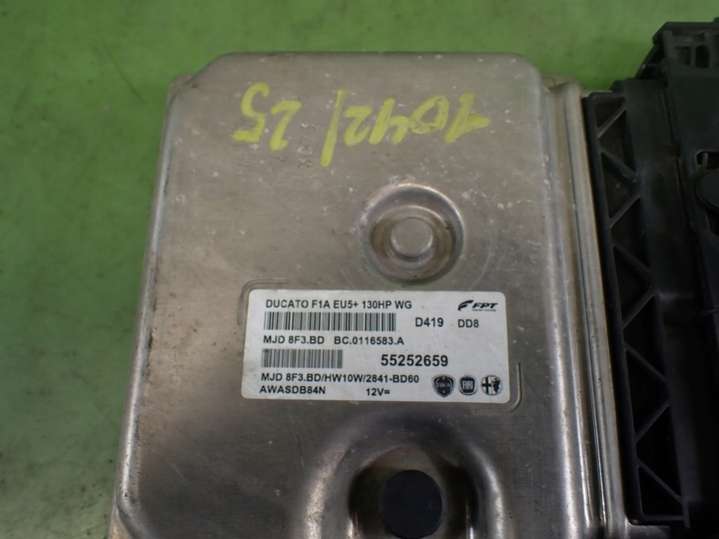 1042/25
DUCATO F1A EU5+ 130HP WG
FPT
D419 DD8
MJD 8F3.BD BC.0116583.A
55252659
MJD 8F3.BD/HW10W/2841-BD60
AWASDB84N 12V=